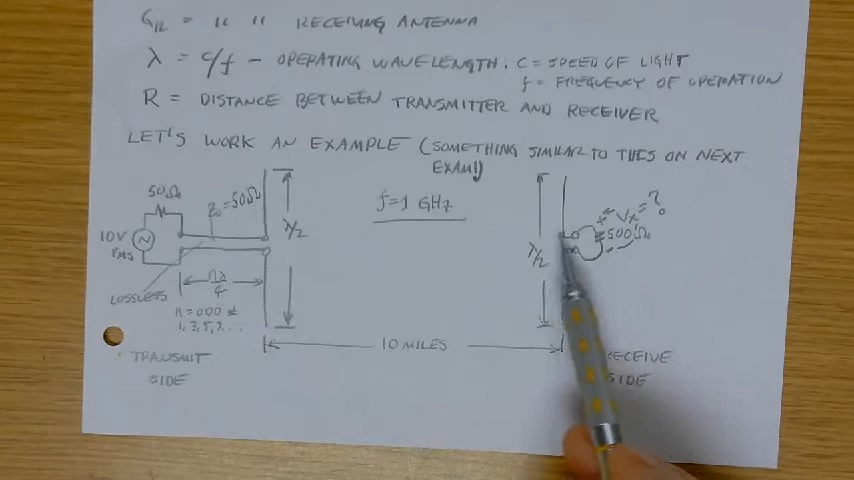 G_R = " " RECEIVING ANTENNA
λ = c/f - OPERATING WAVELENGTH. C = SPEED OF LIGHT
f = FREQUENCY OF OPERATION
R = DISTANCE BETWEEN TRANSMITTER AND RECEIVER
LET'S WORK AN EXAMPLE (SOMETHING SIMILAR TO THIS ON NEXT
EXAM!)
50Ω
Z₀=50Ω
f=1 GHz
+ Vx = ?
500Ω
10V
RMS
λ/2
λ/2
nλ/4
LOSSLESS
n=ODD #
1,3,5,7...
10 MILES
TRANSMIT
SIDE
RECEIVE
SIDE